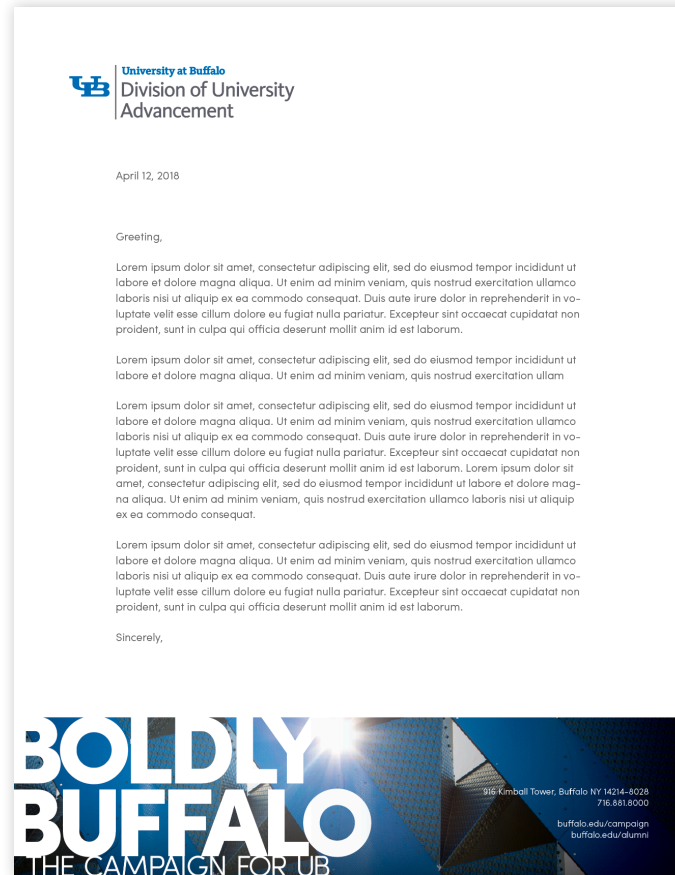 University at Buffalo
UB
Division of University
Advancement
April 12, 2018
Greeting,
Lorem ipsum dolor sit amet, consectetur adipiscing elit, sed do eiusmod tempor incididunt ut
labore et dolore magna aliqua. Ut enim ad minim veniam, quis nostrud exercitation ullamco
laboris nisi ut aliquip ex ea commodo consequat. Duis aute irure dolor in reprehenderit in vo-
luptate velit esse cillum dolore eu fugiat nulla pariatur. Excepteur sint occaecat cupidatat non
proident, sunt in culpa qui officia deserunt mollit anim id est laborum.
Lorem ipsum dolor sit amet, consectetur adipiscing elit, sed do eiusmod tempor incididunt ut
labore et dolore magna aliqua. Ut enim ad minim veniam, quis nostrud exercitation ullam
Lorem ipsum dolor sit amet, consectetur adipiscing elit, sed do eiusmod tempor incididunt ut
labore et dolore magna aliqua. Ut enim ad minim veniam, quis nostrud exercitation ullamco
laboris nisi ut aliquip ex ea commodo consequat. Duis aute irure dolor in reprehenderit in vo-
luptate velit esse cillum dolore eu fugiat nulla pariatur. Excepteur sint occaecat cupidatat non
proident, sunt in culpa qui officia deserunt mollit anim id est laborum. Lorem ipsum dolor sit
amet, consectetur adipiscing elit, sed do eiusmod tempor incididunt ut labore et dolore mag-
na aliqua. Ut enim ad minim veniam, quis nostrud exercitation ullamco laboris nisi ut aliquip
ex ea commodo consequat.
Lorem ipsum dolor sit amet, consectetur adipiscing elit, sed do eiusmod tempor incididunt ut
labore et dolore magna aliqua. Ut enim ad minim veniam, quis nostrud exercitation ullamco
laboris nisi ut aliquip ex ea commodo consequat. Duis aute irure dolor in reprehenderit in vo-
luptate velit esse cillum dolore eu fugiat nulla pariatur. Excepteur sint occaecat cupidatat non
proident, sunt in culpa qui officia deserunt mollit anim id est laborum.
Sincerely,
BOLDLY
BUFFALO
THE CAMPAIGN FOR UB
916 Kimball Tower, Buffalo NY 14214-8028
716.881.8000
buffalo.edu/campaign
buffalo.edu/alumni